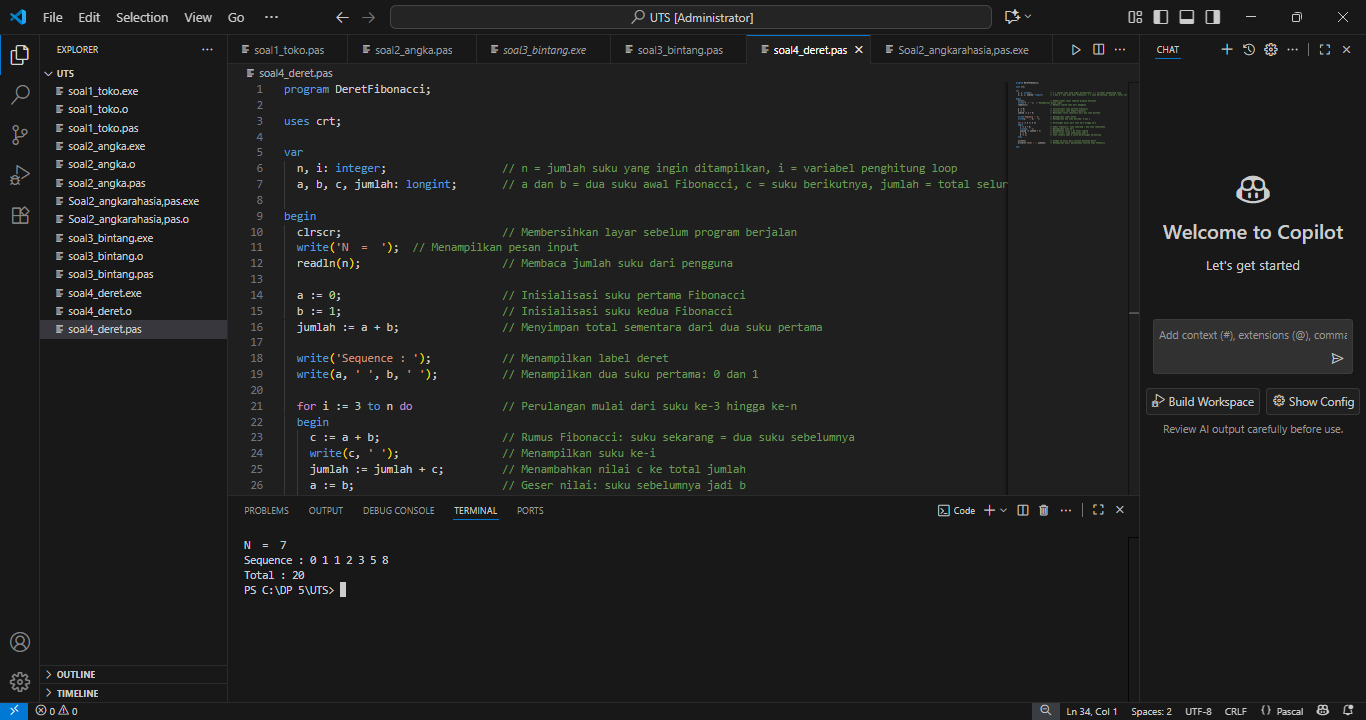 File Edit Selection View Go ··· UTS [Administrator]
EXPLORER ···
UTS
soal1_toko.exe
soal1_toko.o
soal1_toko.pas
soal2_angka.exe
soal2_angka.o
soal2_angka.pas
Soal2_angkarahasia,pas.exe
Soal2_angkarahasia,pas.o
soal3_bintang.exe
soal3_bintang.o
soal3_bintang.pas
soal4_deret.exe
soal4_deret.o
soal4_deret.pas
OUTLINE
TIMELINE
soal1_toko.pas soal2_angka.pas soal3_bintang.exe soal3_bintang.pas soal4_deret.pas Soal2_angkarahasia,pas.exe
soal4_deret.pas
1 program DeretFibonacci;
2
3 uses crt;
4
5 var
6 n, i: integer; // n = jumlah suku yang ingin ditampilkan, i = variabel penghitung loop
7 a, b, c, jumlah: longint; // a dan b = dua suku awal Fibonacci, c = suku berikutnya, jumlah = total selur
8
9 begin
10 clrscr; // Membersihkan layar sebelum program berjalan
11 write('N  =  '); // Menampilkan pesan input
12 readln(n); // Membaca jumlah suku dari pengguna
13
14 a := 0; // Inisialisasi suku pertama Fibonacci
15 b := 1; // Inisialisasi suku kedua Fibonacci
16 jumlah := a + b; // Menyimpan total sementara dari dua suku pertama
17
18 write('Sequence : '); // Menampilkan label deret
19 write(a, ' ', b, ' '); // Menampilkan dua suku pertama: 0 dan 1
20
21 for i := 3 to n do // Perulangan mulai dari suku ke-3 hingga ke-n
22 begin
23 c := a + b; // Rumus Fibonacci: suku sekarang = dua suku sebelumnya
24 write(c, ' '); // Menampilkan suku ke-i
25 jumlah := jumlah + c; // Menambahkan nilai c ke total jumlah
26 a := b; // Geser nilai: suku sebelumnya jadi b
PROBLEMS OUTPUT DEBUG CONSOLE TERMINAL PORTS Code
N  =  7
Sequence : 0 1 1 2 3 5 8
Total : 20
PS C:\DP 5\UTS>
CHAT
Welcome to Copilot
Let's get started
Add context (#), extensions (@), comma
Build Workspace Show Config
Review AI output carefully before use.
0 0 Ln 34, Col 1 Spaces: 2 UTF-8 CRLF {} Pascal